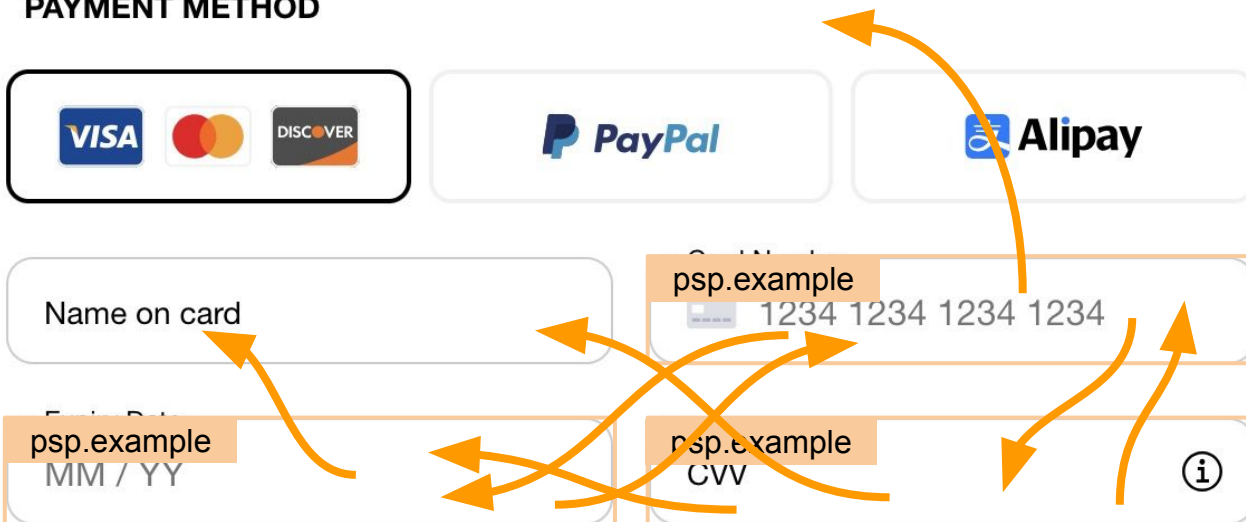 PAYMENT METHOD
VISA
DISCOVER
PayPal
支 Alipay
Name on card
psp.example
1234 1234 1234 1234
psp.example
MM / YY
psp.example
CVV
i